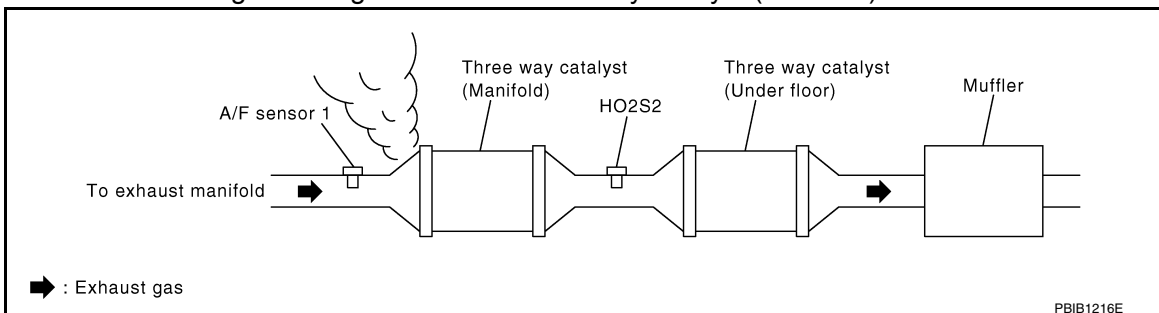 Three way catalyst
(Manifold)
Three way catalyst
(Under floor)
Muffler
A/F sensor 1
HO2S2
To exhaust manifold
: Exhaust gas
PBIB1216E